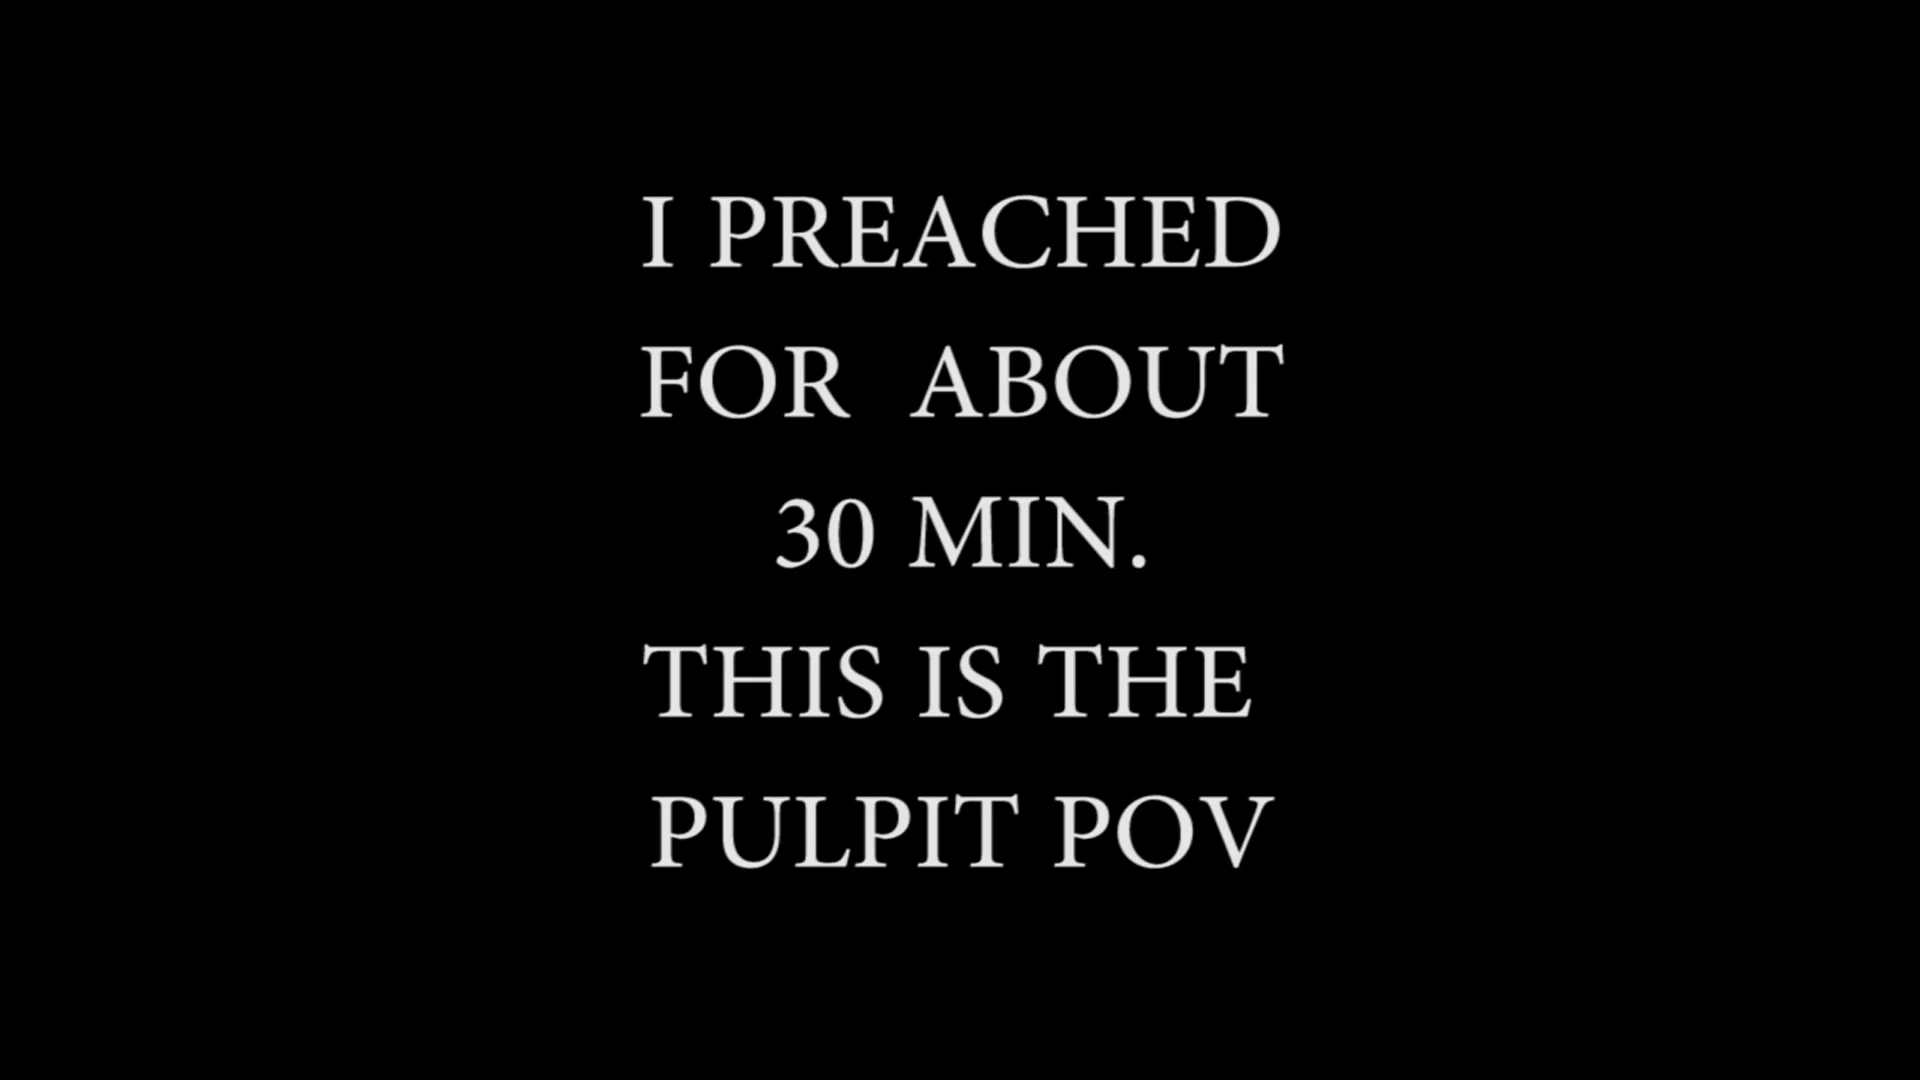 I PREACHED
FOR  ABOUT
30 MIN.
THIS IS THE
PULPIT POV